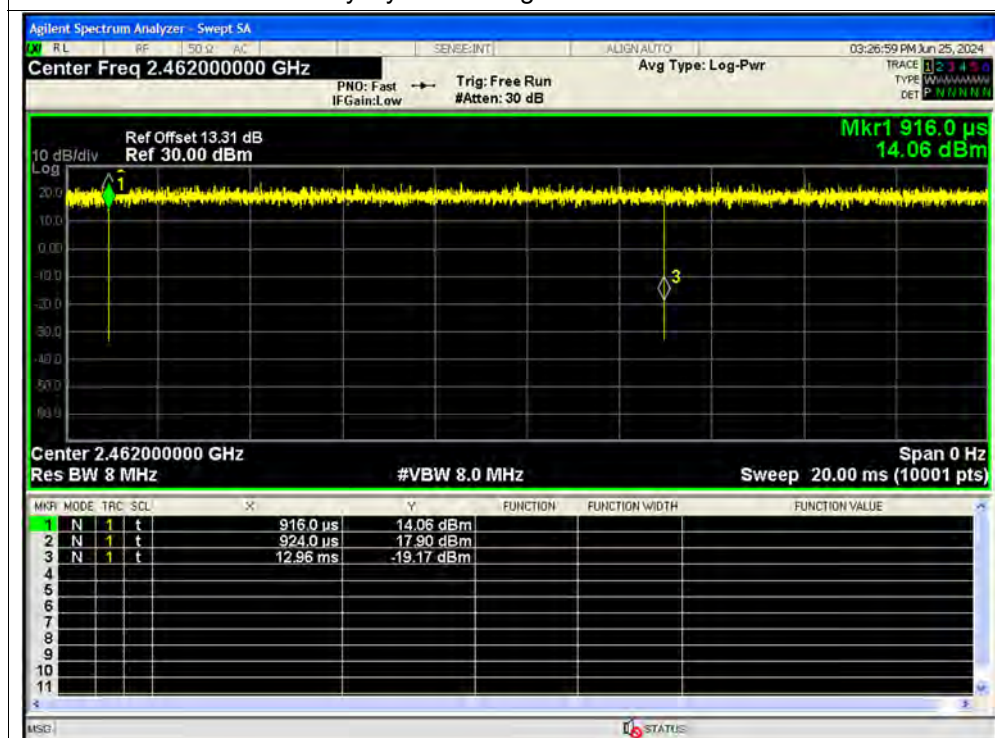 Agilent Spectrum Analyzer - Swept SA
RL RF 50 Ω AC SENSE:INT ALIGN AUTO 03:26:59 PM Jun 25, 2024
Center Freq 2.462000000 GHz
PNO: Fast
IFGain:Low
Trig: Free Run
#Atten: 30 dB
Avg Type: Log-Pwr
TRACE 1 2 3 4 5 6
TYPE
DET P N N N N N
Ref Offset 13.31 dB
10 dB/div Ref 30.00 dBm
Log
Mkr1 916.0 µs
14.06 dBm
1
20.0
10.0
0.00
-10.0
3
-20.0
-30.0
-40.0
-50.0
Center 2.462000000 GHz Span 0 Hz
Res BW 8 MHz #VBW 8.0 MHz Sweep 20.00 ms (10001 pts)
MKR MODE TRC SCL X Y FUNCTION FUNCTION WIDTH FUNCTION VALUE
1 N 1 t 916.0 µs 14.06 dBm
2 N 1 t 924.0 µs 17.90 dBm
3 N 1 t 12.96 ms -19.17 dBm
4
5
6
7
8
9
10
11
MSG STATUS